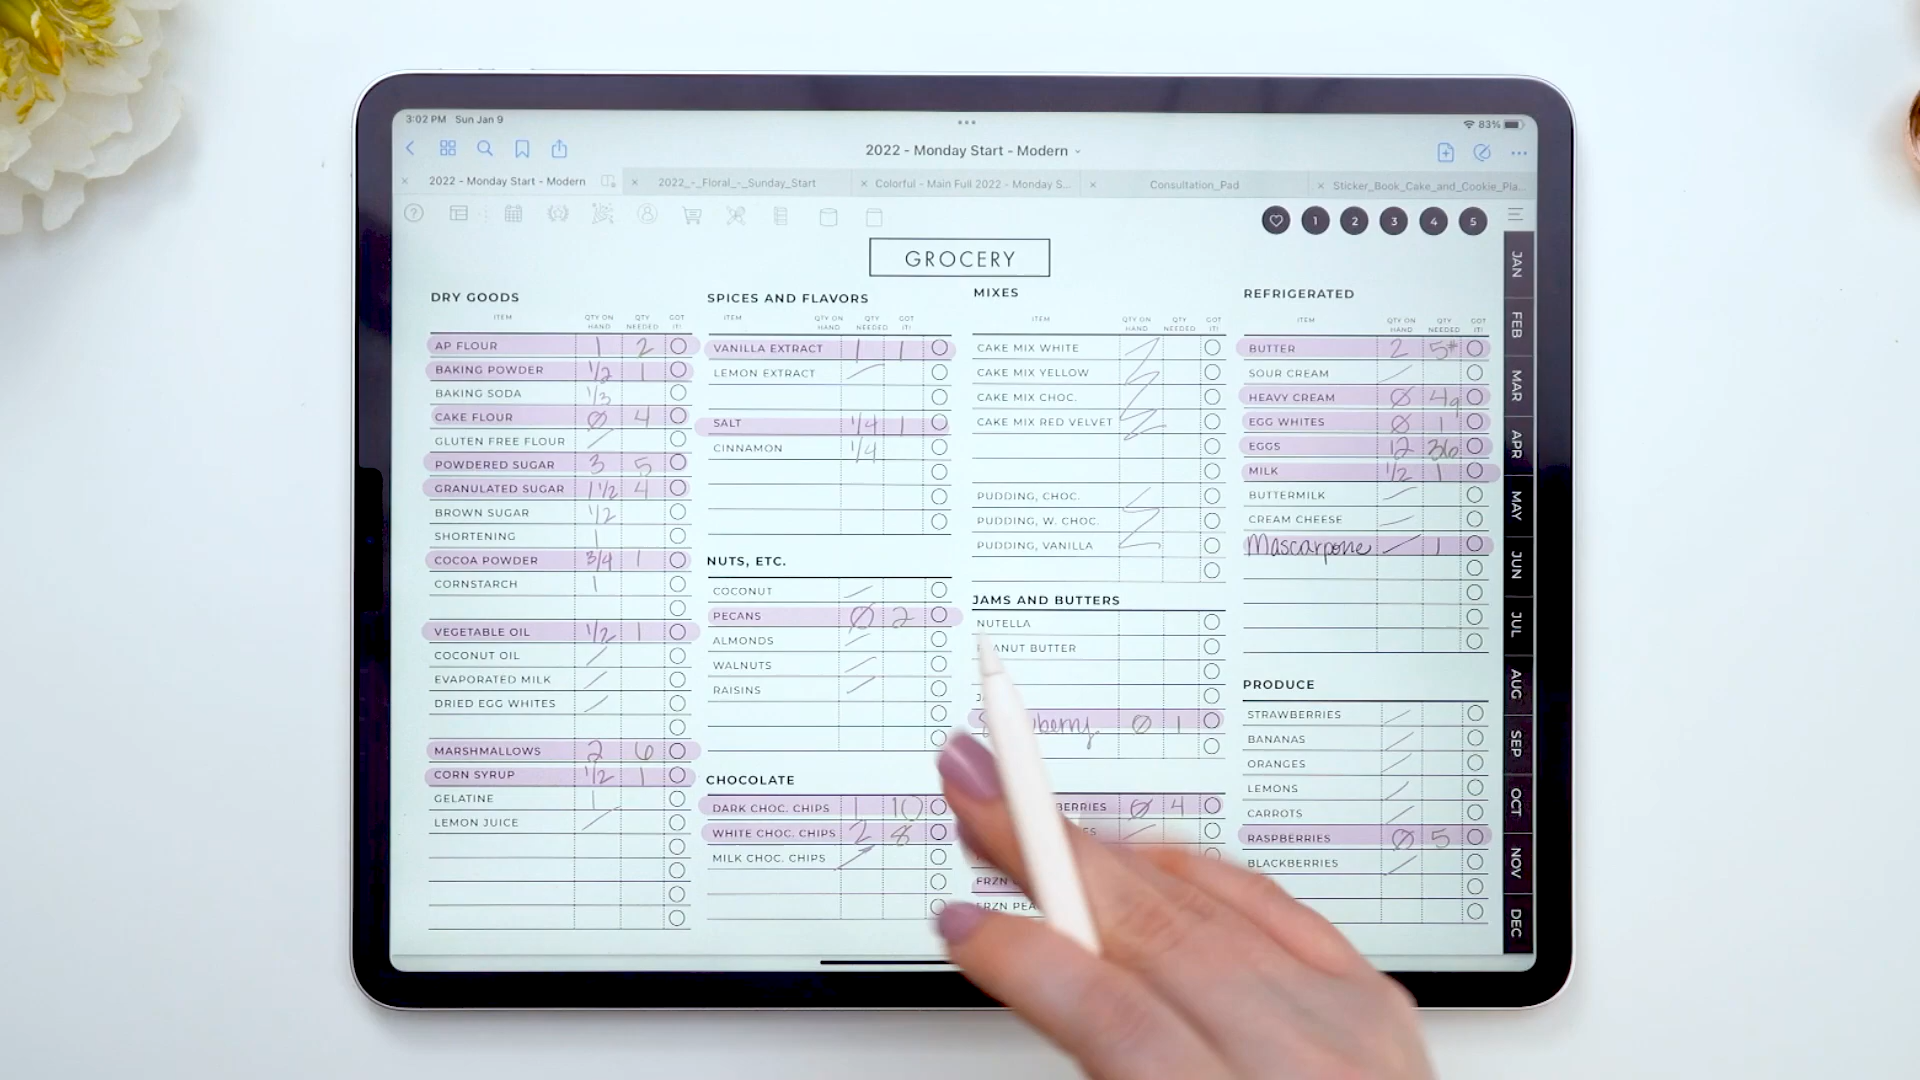 3:02 PM Sun Jan 9
83%
2022 - Monday Start - Modern
2022 - Monday Start - Modern
2022_-_Floral_-_Sunday_Start
Colorful - Main Full 2022 - Monday S...
Consultation_Pad
Sticker_Book_Cake_and_Cookie_Pla...
1 2 3 4 5
GROCERY
DRY GOODS
ITEM QTY ON HAND QTY NEEDED GOT IT!
AP FLOUR 1 2
BAKING POWDER 1/2 1
BAKING SODA 1/3
CAKE FLOUR Ø 4
GLUTEN FREE FLOUR
POWDERED SUGAR 3 5
GRANULATED SUGAR 1 1/2 4
BROWN SUGAR 1/2
SHORTENING 1
COCOA POWDER 3/4 1
CORNSTARCH 1
VEGETABLE OIL 1/2 1
COCONUT OIL
EVAPORATED MILK
DRIED EGG WHITES
MARSHMALLOWS 2 6
CORN SYRUP 1/2 1
GELATINE 1
LEMON JUICE
SPICES AND FLAVORS
ITEM QTY ON HAND QTY NEEDED GOT IT!
VANILLA EXTRACT 1 1
LEMON EXTRACT
SALT 1/4 1
CINNAMON 1/4
NUTS, ETC.
COCONUT
PECANS Ø 2
ALMONDS
WALNUTS
RAISINS
CHOCOLATE
DARK CHOC. CHIPS 1 10
WHITE CHOC. CHIPS 2 8
MILK CHOC. CHIPS
MIXES
ITEM QTY ON HAND QTY NEEDED GOT IT!
CAKE MIX WHITE
CAKE MIX YELLOW
CAKE MIX CHOC.
CAKE MIX RED VELVET
PUDDING, CHOC.
PUDDING, W. CHOC.
PUDDING, VANILLA
JAMS AND BUTTERS
NUTELLA
BUTTER
Ø 1
Ø 4
FRZN
FRZN
REFRIGERATED
ITEM QTY ON HAND QTY NEEDED GOT IT!
BUTTER 2 5#
SOUR CREAM
HEAVY CREAM Ø 4q
EGG WHITES Ø 1
EGGS 12 36
MILK 1/2 1
BUTTERMILK
CREAM CHEESE
Mascarpone 1
PRODUCE
STRAWBERRIES
BANANAS
ORANGES
LEMONS
CARROTS
RASPBERRIES Ø 5
BLACKBERRIES
JAN
FEB
MAR
APR
MAY
JUN
JUL
AUG
SEP
OCT
NOV
DEC